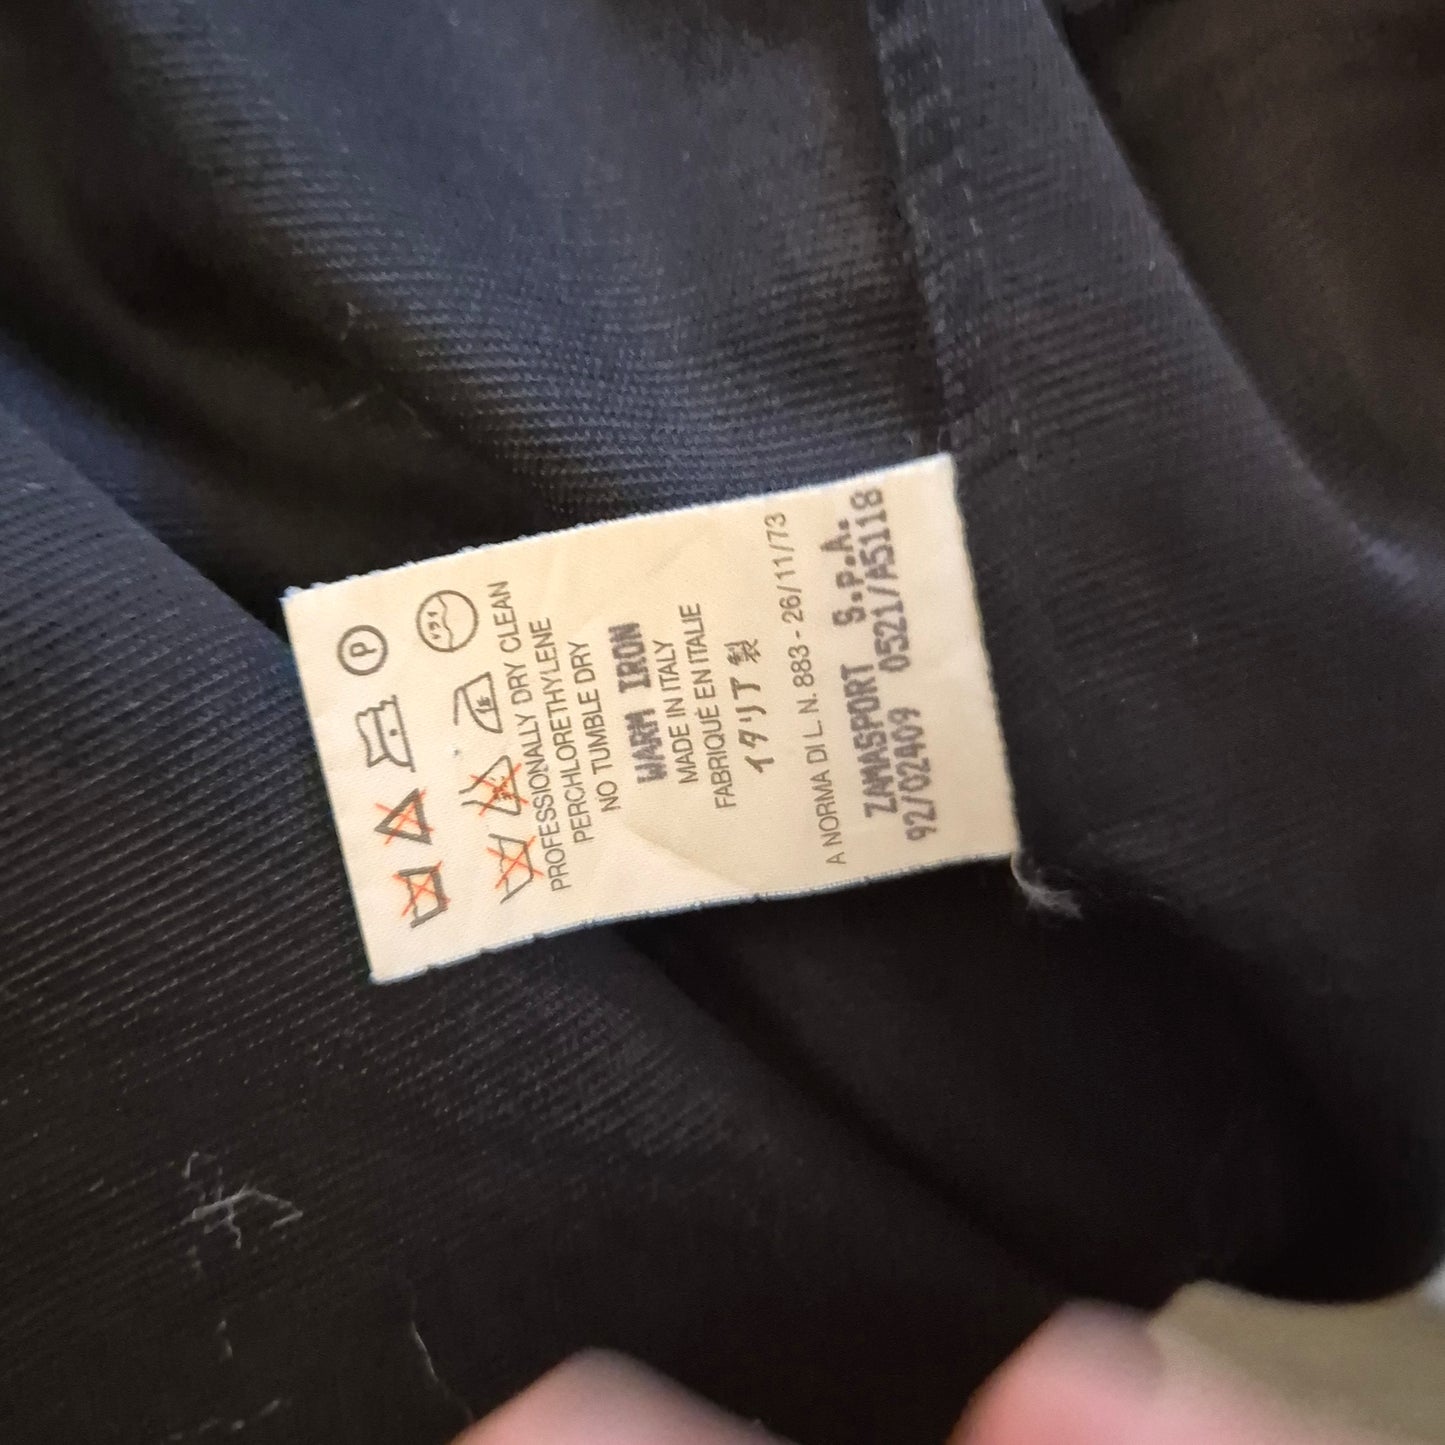 P
PROFESSIONALLY DRY CLEAN
PERCHLORETHYLENE
NO TUMBLE DRY
WARM IRON
MADE IN ITALY
FABRIQUÉ EN ITALIE
イタリア製
A NORMA DI L. N. 883 - 26/11/73
ZAMASPORT S.P.A.
92/02409 0521/A5118